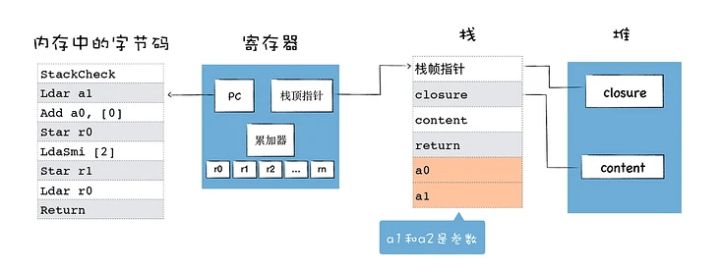 内存中的字节码
StackCheck
Ldar a1
Add a0, [0]
Star r0
LdaSmi [2]
Star r1
Ldar r0
Return
寄存器
PC
栈顶指针
累加器
r0
r1
r2
...
rn
栈
栈帧指针
closure
content
return
a0
a1
a1和a2是参数
堆
closure
content